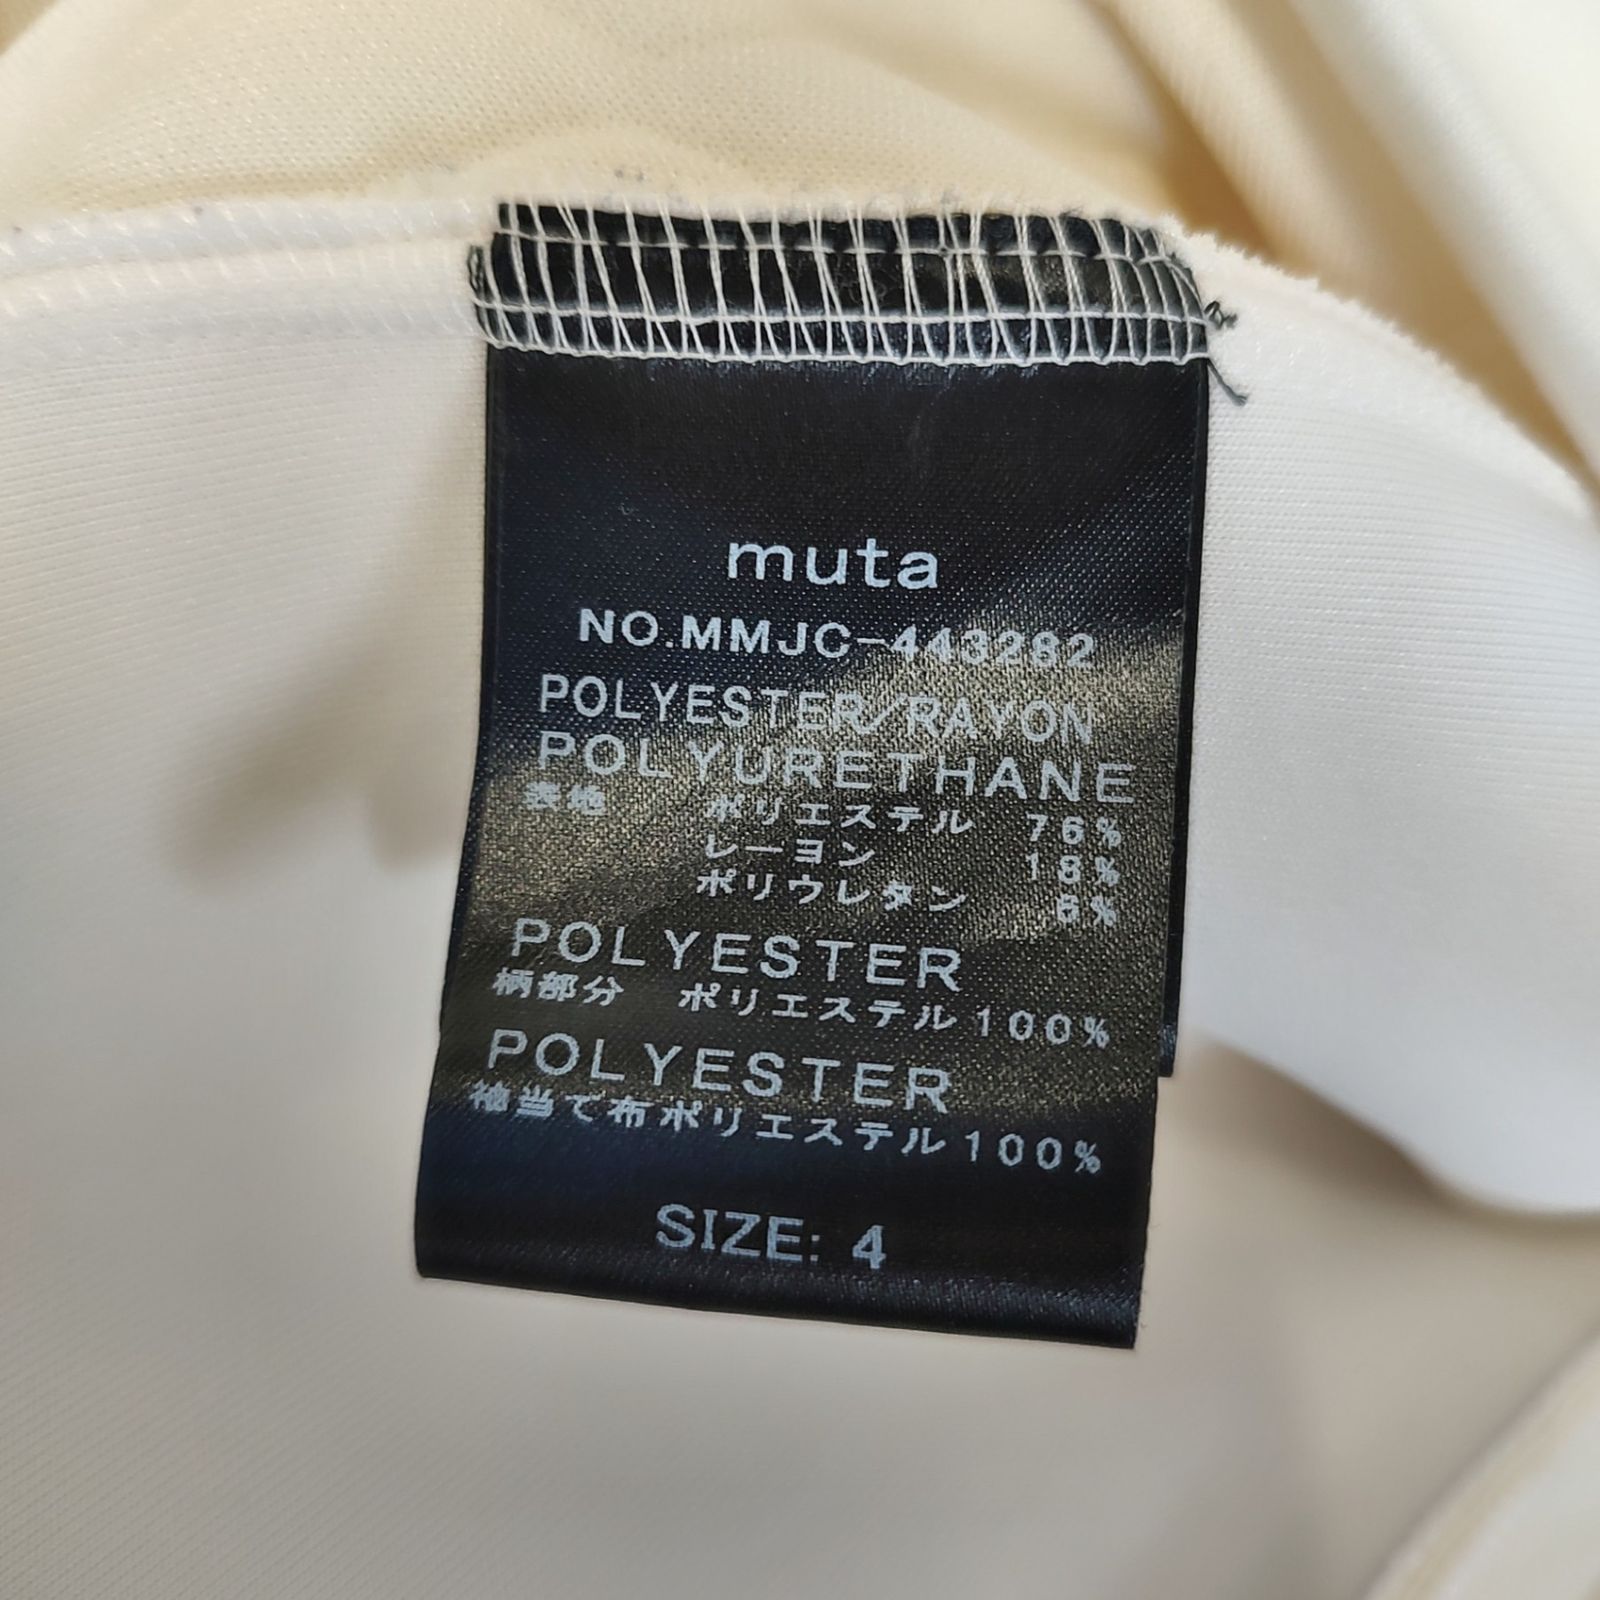 muta
NO.MMJC-443282
POLYESTER/RAYON
POLYURETHANE
表地 ポリエステル 76%
レーヨン 18%
ポリウレタン 6%
POLYESTER
柄部分 ポリエステル100%
POLYESTER
袖当て布ポリエステル100%
SIZE: 4